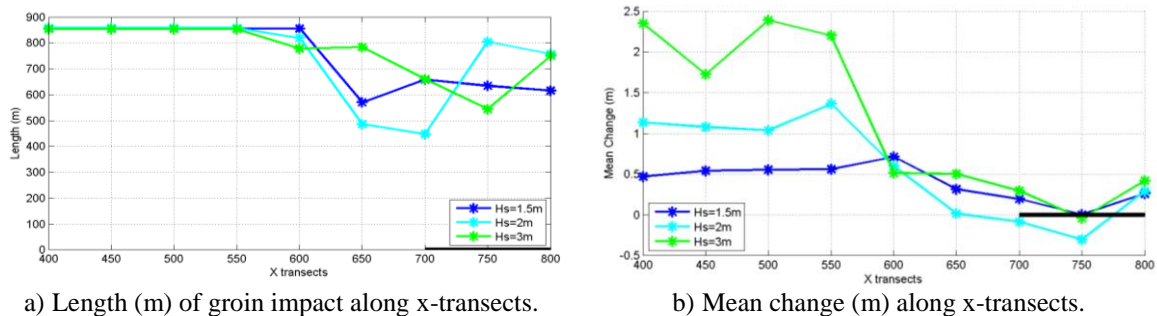 900
800
700
600
500
400
300
200
100
0
Length (m)
400 450 500 550 600 650 700 750 800
X transects
Hs=1.5m
Hs=2m
Hs=3m
a) Length (m) of groin impact along x-transects.
2.5
2
1.5
1
0.5
0
-0.5
Mean Change (m)
400 450 500 550 600 650 700 750 800
X transects
Hs=1.5m
Hs=2m
Hs=3m
b) Mean change (m) along x-transects.